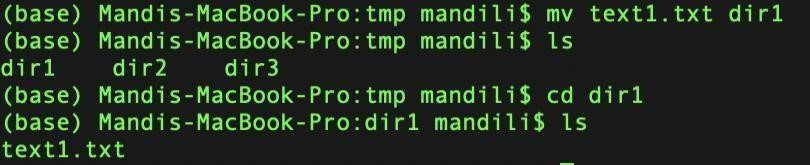 (base) Mandis-MacBook-Pro:tmp mandili$ mv text1.txt dir1
(base) Mandis-MacBook-Pro:tmp mandili$ ls
dir1    dir2    dir3
(base) Mandis-MacBook-Pro:tmp mandili$ cd dir1
(base) Mandis-MacBook-Pro:dir1 mandili$ ls
text1.txt